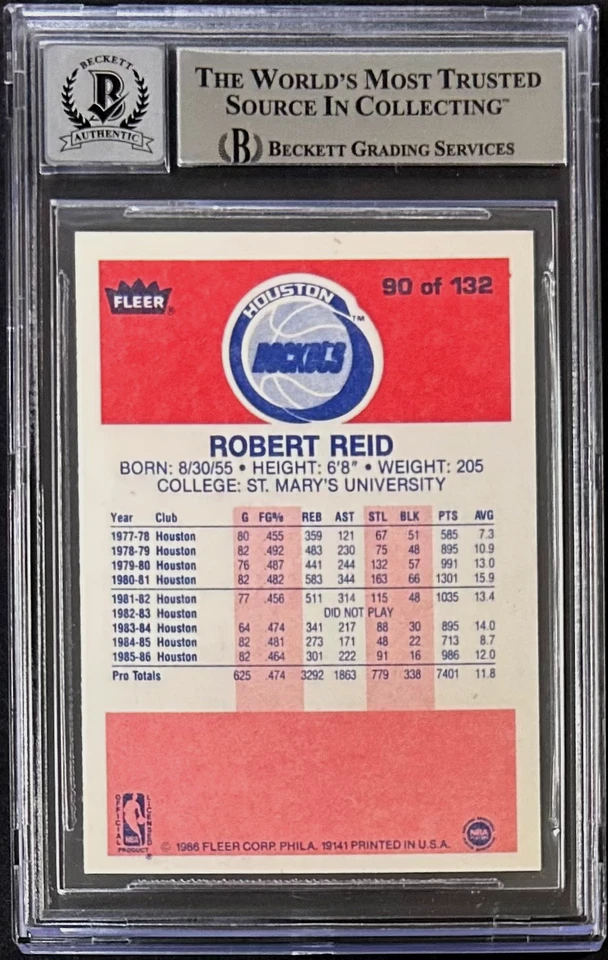 BECKETT
B
AUTHENTIC
THE WORLD'S MOST TRUSTED
SOURCE IN COLLECTING™
B BECKETT GRADING SERVICES
FLEER
HOUSTON
ROCKETS
TM
90 of 132
ROBERT REID
BORN: 8/30/55 • HEIGHT: 6'8" • WEIGHT: 205
COLLEGE: ST. MARY'S UNIVERSITY
Year Club G FG% REB AST STL BLK PTS AVG
1977-78 Houston 80 .455 359 121 67 51 585 7.3
1978-79 Houston 82 .492 483 230 75 48 895 10.9
1979-80 Houston 76 .487 441 244 132 57 991 13.0
1980-81 Houston 82 .482 583 344 163 66 1301 15.9
1981-82 Houston 77 .456 511 314 115 48 1035 13.4
1982-83 Houston DID NOT PLAY
1983-84 Houston 64 .474 341 217 88 30 895 14.0
1984-85 Houston 82 .481 273 171 48 22 713 8.7
1985-86 Houston 82 .464 301 222 91 16 986 12.0
Pro Totals 625 .474 3292 1863 779 338 7401 11.8
OFFICIAL
LICENSED
NBA
PRODUCT
© 1986 FLEER CORP. PHILA. 19141 PRINTED IN U.S.A.